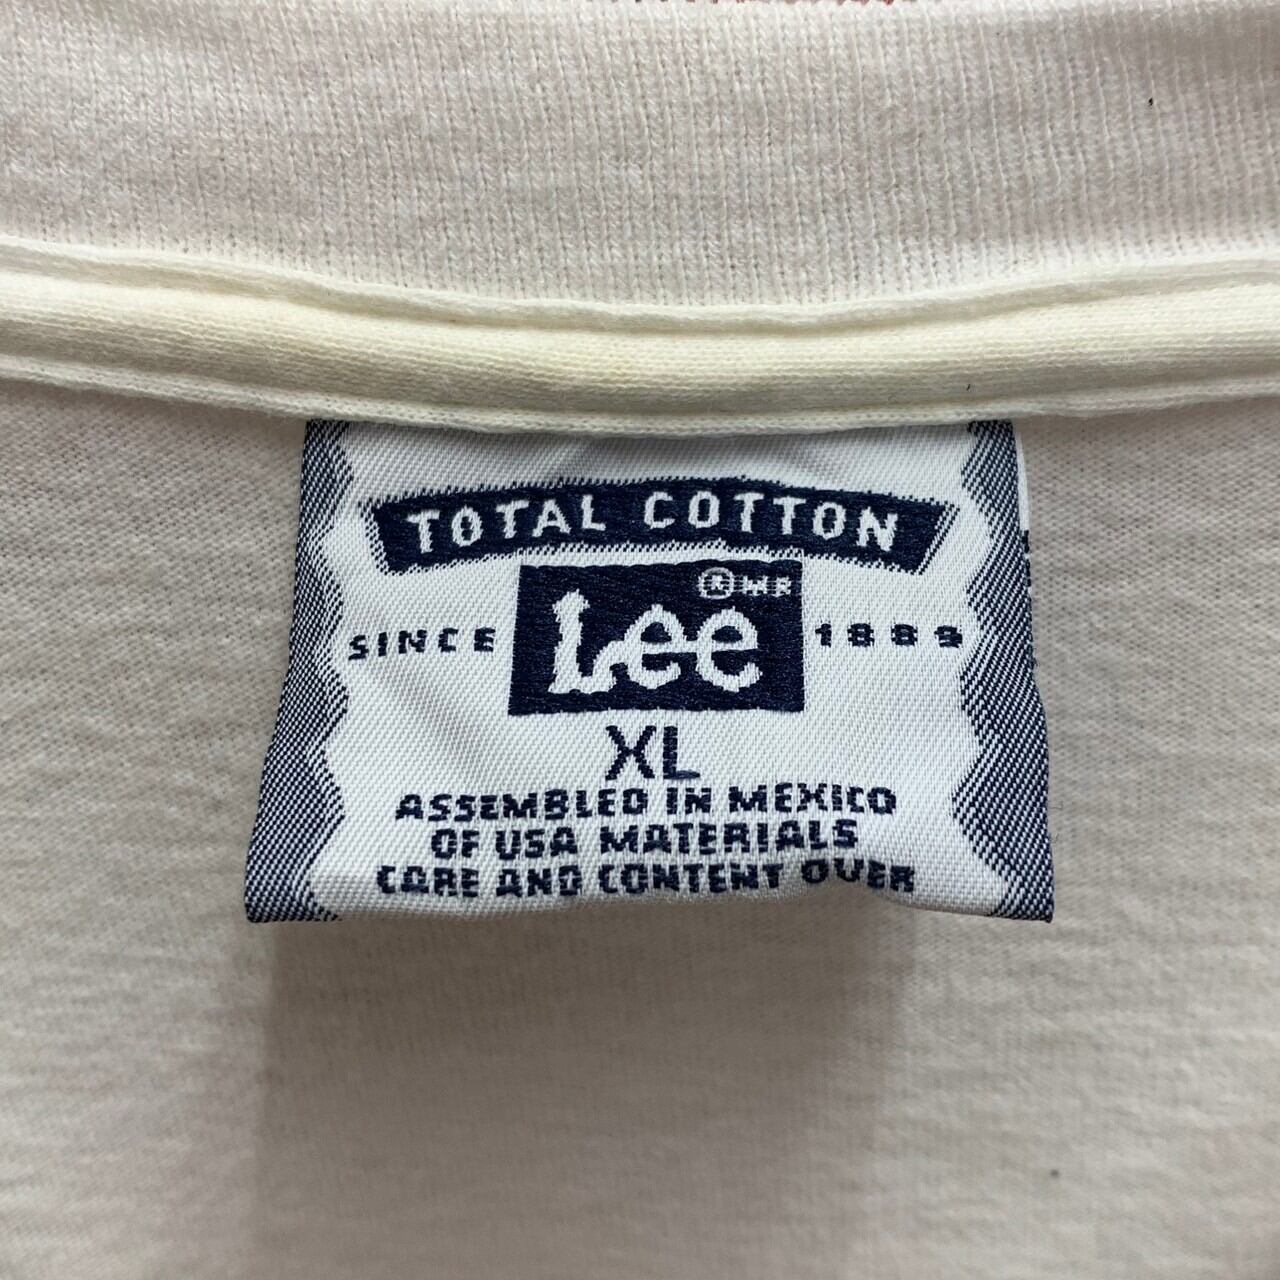 TOTAL COTTON
® MR
SINCE Lee 1889
XL
ASSEMBLED IN MEXICO
OF USA MATERIALS
CARE AND CONTENT OVER